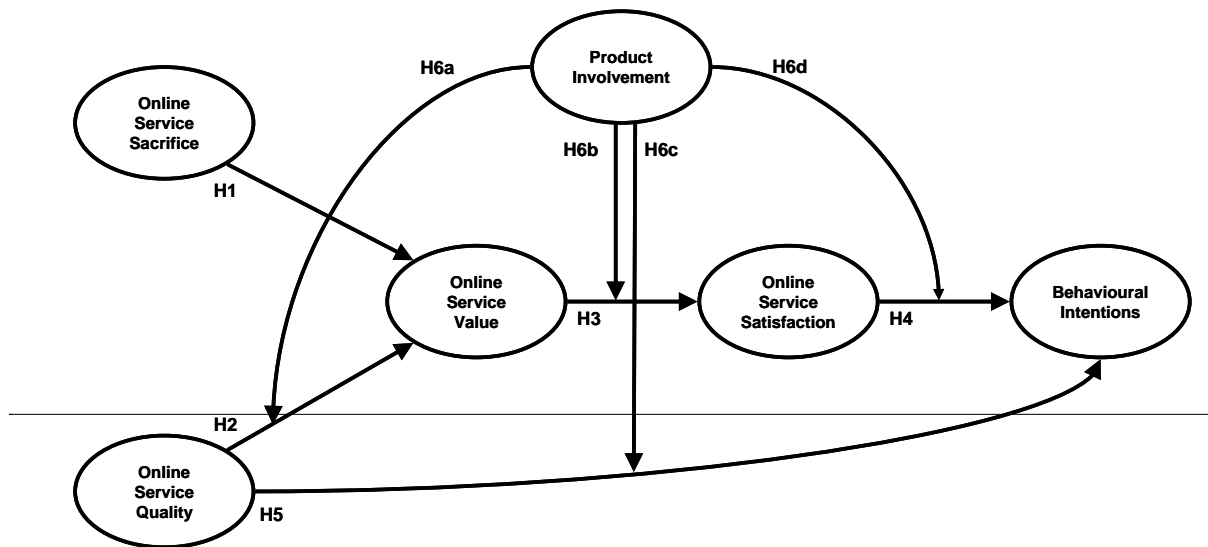 Product
Involvement
H6a
H6d
Online
Service
Sacrifice
H6b
H6c
H1
Online
Service
Value
Online
Service
Satisfaction
Behavioural
Intentions
H3
H4
H2
Online
Service
Quality
H5